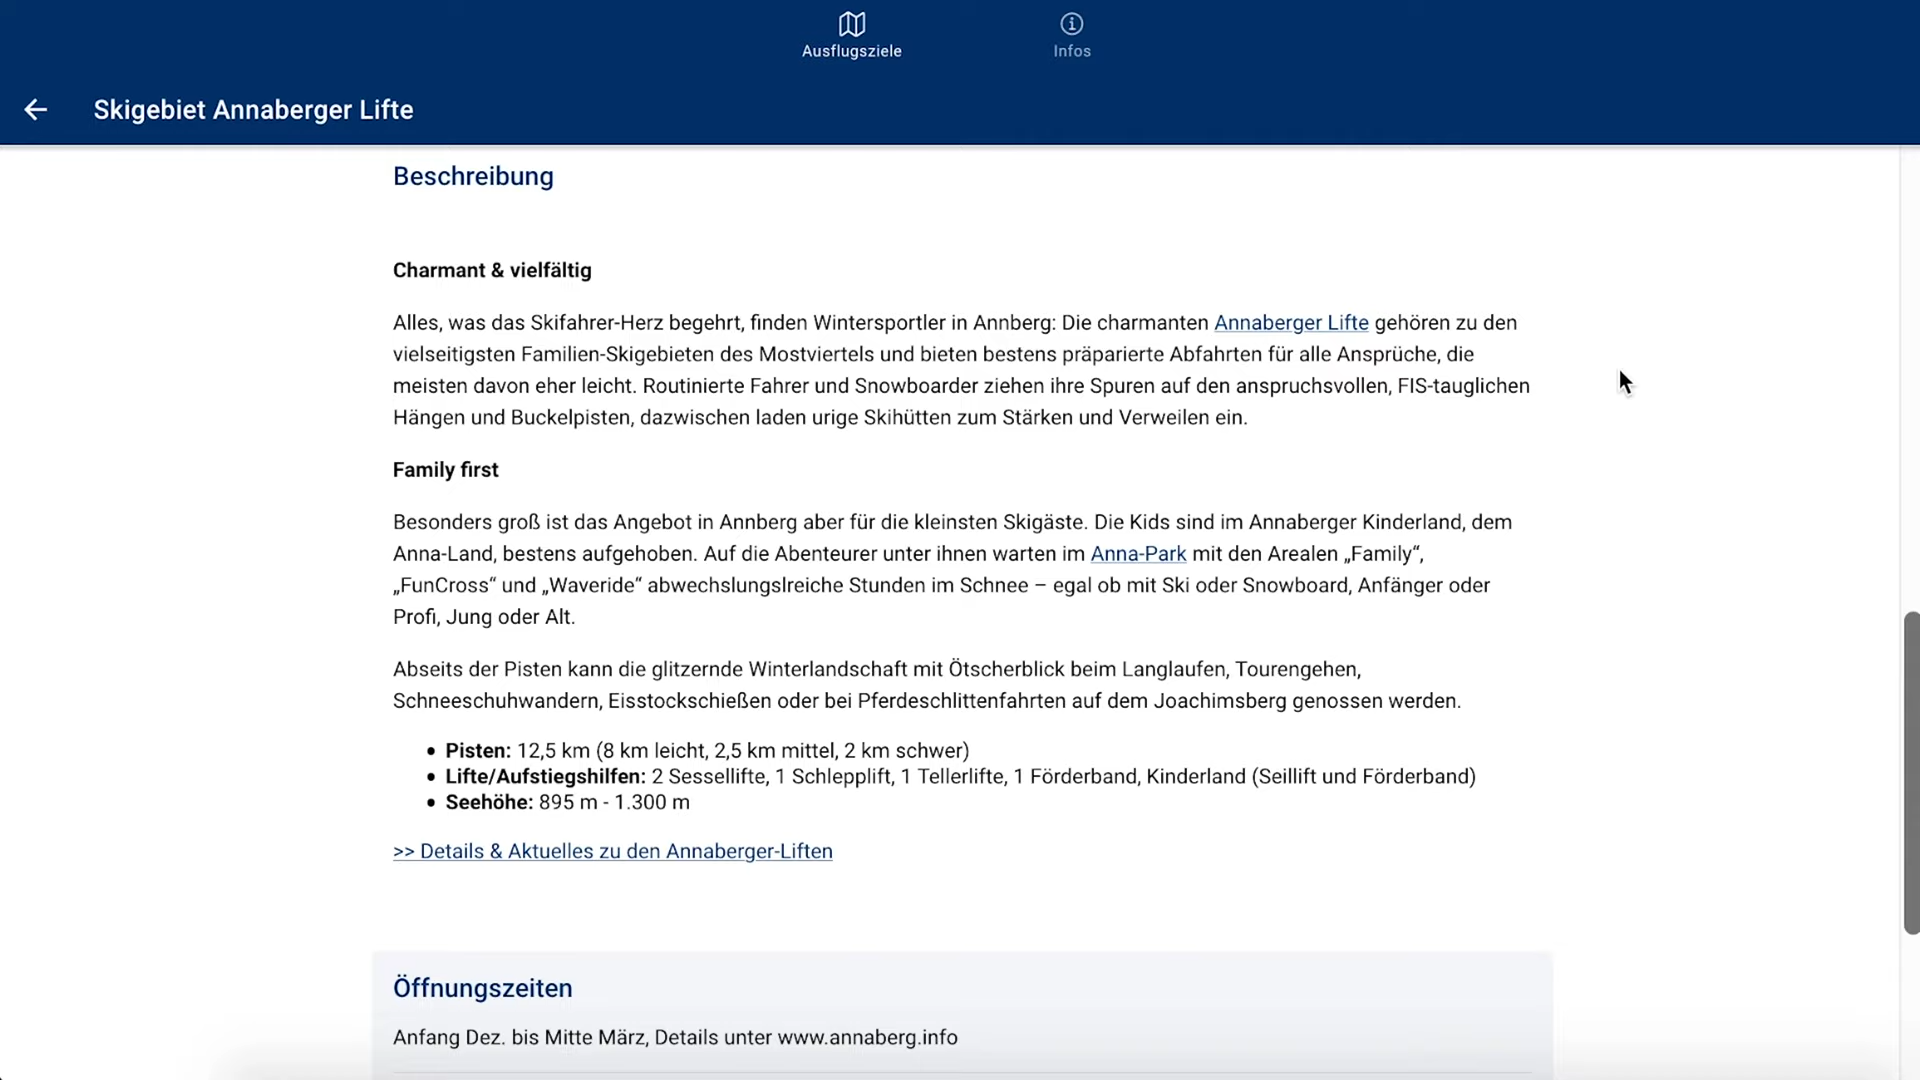 Ausflugsziele
Infos
Skigebiet Annaberger Lifte
Beschreibung
Charmant & vielfältig
Alles, was das Skifahrer-Herz begehrt, finden Wintersportler in Annberg: Die charmanten Annaberger Lifte gehören zu den
vielseitigsten Familien-Skigebieten des Mostviertels und bieten bestens präparierte Abfahrten für alle Ansprüche, die
meisten davon eher leicht. Routinierte Fahrer und Snowboarder ziehen ihre Spuren auf den anspruchsvollen, FIS-tauglichen
Hängen und Buckelpisten, dazwischen laden urige Skihütten zum Stärken und Verweilen ein.
Family first
Besonders groß ist das Angebot in Annberg aber für die kleinsten Skigäste. Die Kids sind im Annaberger Kinderland, dem
Anna-Land, bestens aufgehoben. Auf die Abenteurer unter ihnen warten im Anna-Park mit den Arealen „Family“,
„FunCross“ und „Waveride“ abwechslungslreiche Stunden im Schnee – egal ob mit Ski oder Snowboard, Anfänger oder
Profi, Jung oder Alt.
Abseits der Pisten kann die glitzernde Winterlandschaft mit Ötscherblick beim Langlaufen, Tourengehen,
Schneeschuhwandern, Eisstockschießen oder bei Pferdeschlittenfahrten auf dem Joachimsberg genossen werden.
• Pisten: 12,5 km (8 km leicht, 2,5 km mittel, 2 km schwer)
• Lifte/Aufstiegshilfen: 2 Sessellifte, 1 Schlepplift, 1 Tellerlifte, 1 Förderband, Kinderland (Seillift und Förderband)
• Seehöhe: 895 m - 1.300 m
>> Details & Aktuelles zu den Annaberger-Liften
Öffnungszeiten
Anfang Dez. bis Mitte März, Details unter www.annaberg.info